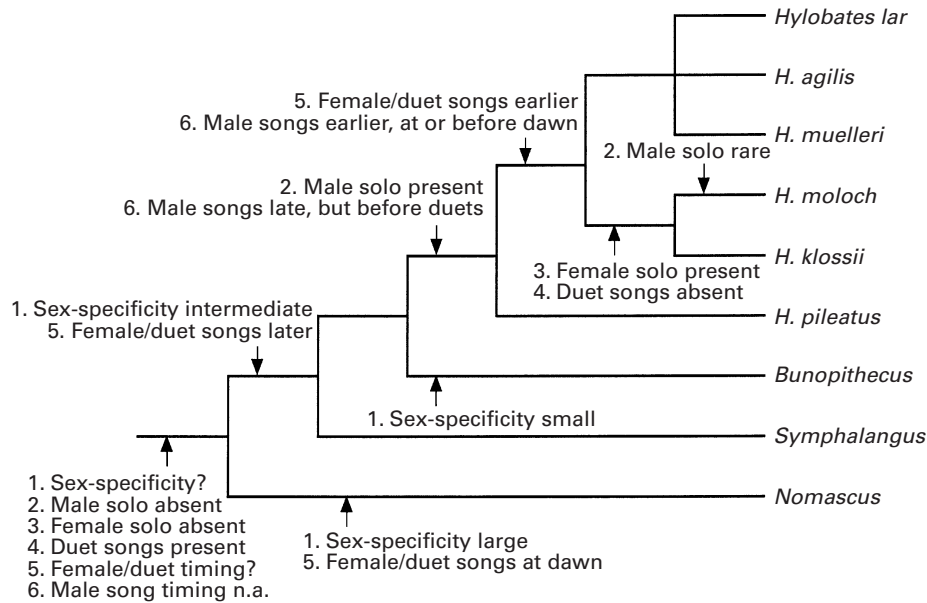 Hylobates lar
H. agilis
5. Female/duet songs earlier
6. Male songs earlier, at or before dawn
H. muelleri
2. Male solo rare
2. Male solo present
6. Male songs late, but before duets
H. moloch
H. klossii
3. Female solo present
4. Duet songs absent
1. Sex-specificity intermediate
5. Female/duet songs later
H. pileatus
Bunopithecus
1. Sex-specificity small
Symphalangus
1. Sex-specificity?
2. Male solo absent
3. Female solo absent
4. Duet songs present
5. Female/duet timing?
6. Male song timing n.a.
Nomascus
1. Sex-specificity large
5. Female/duet songs at dawn